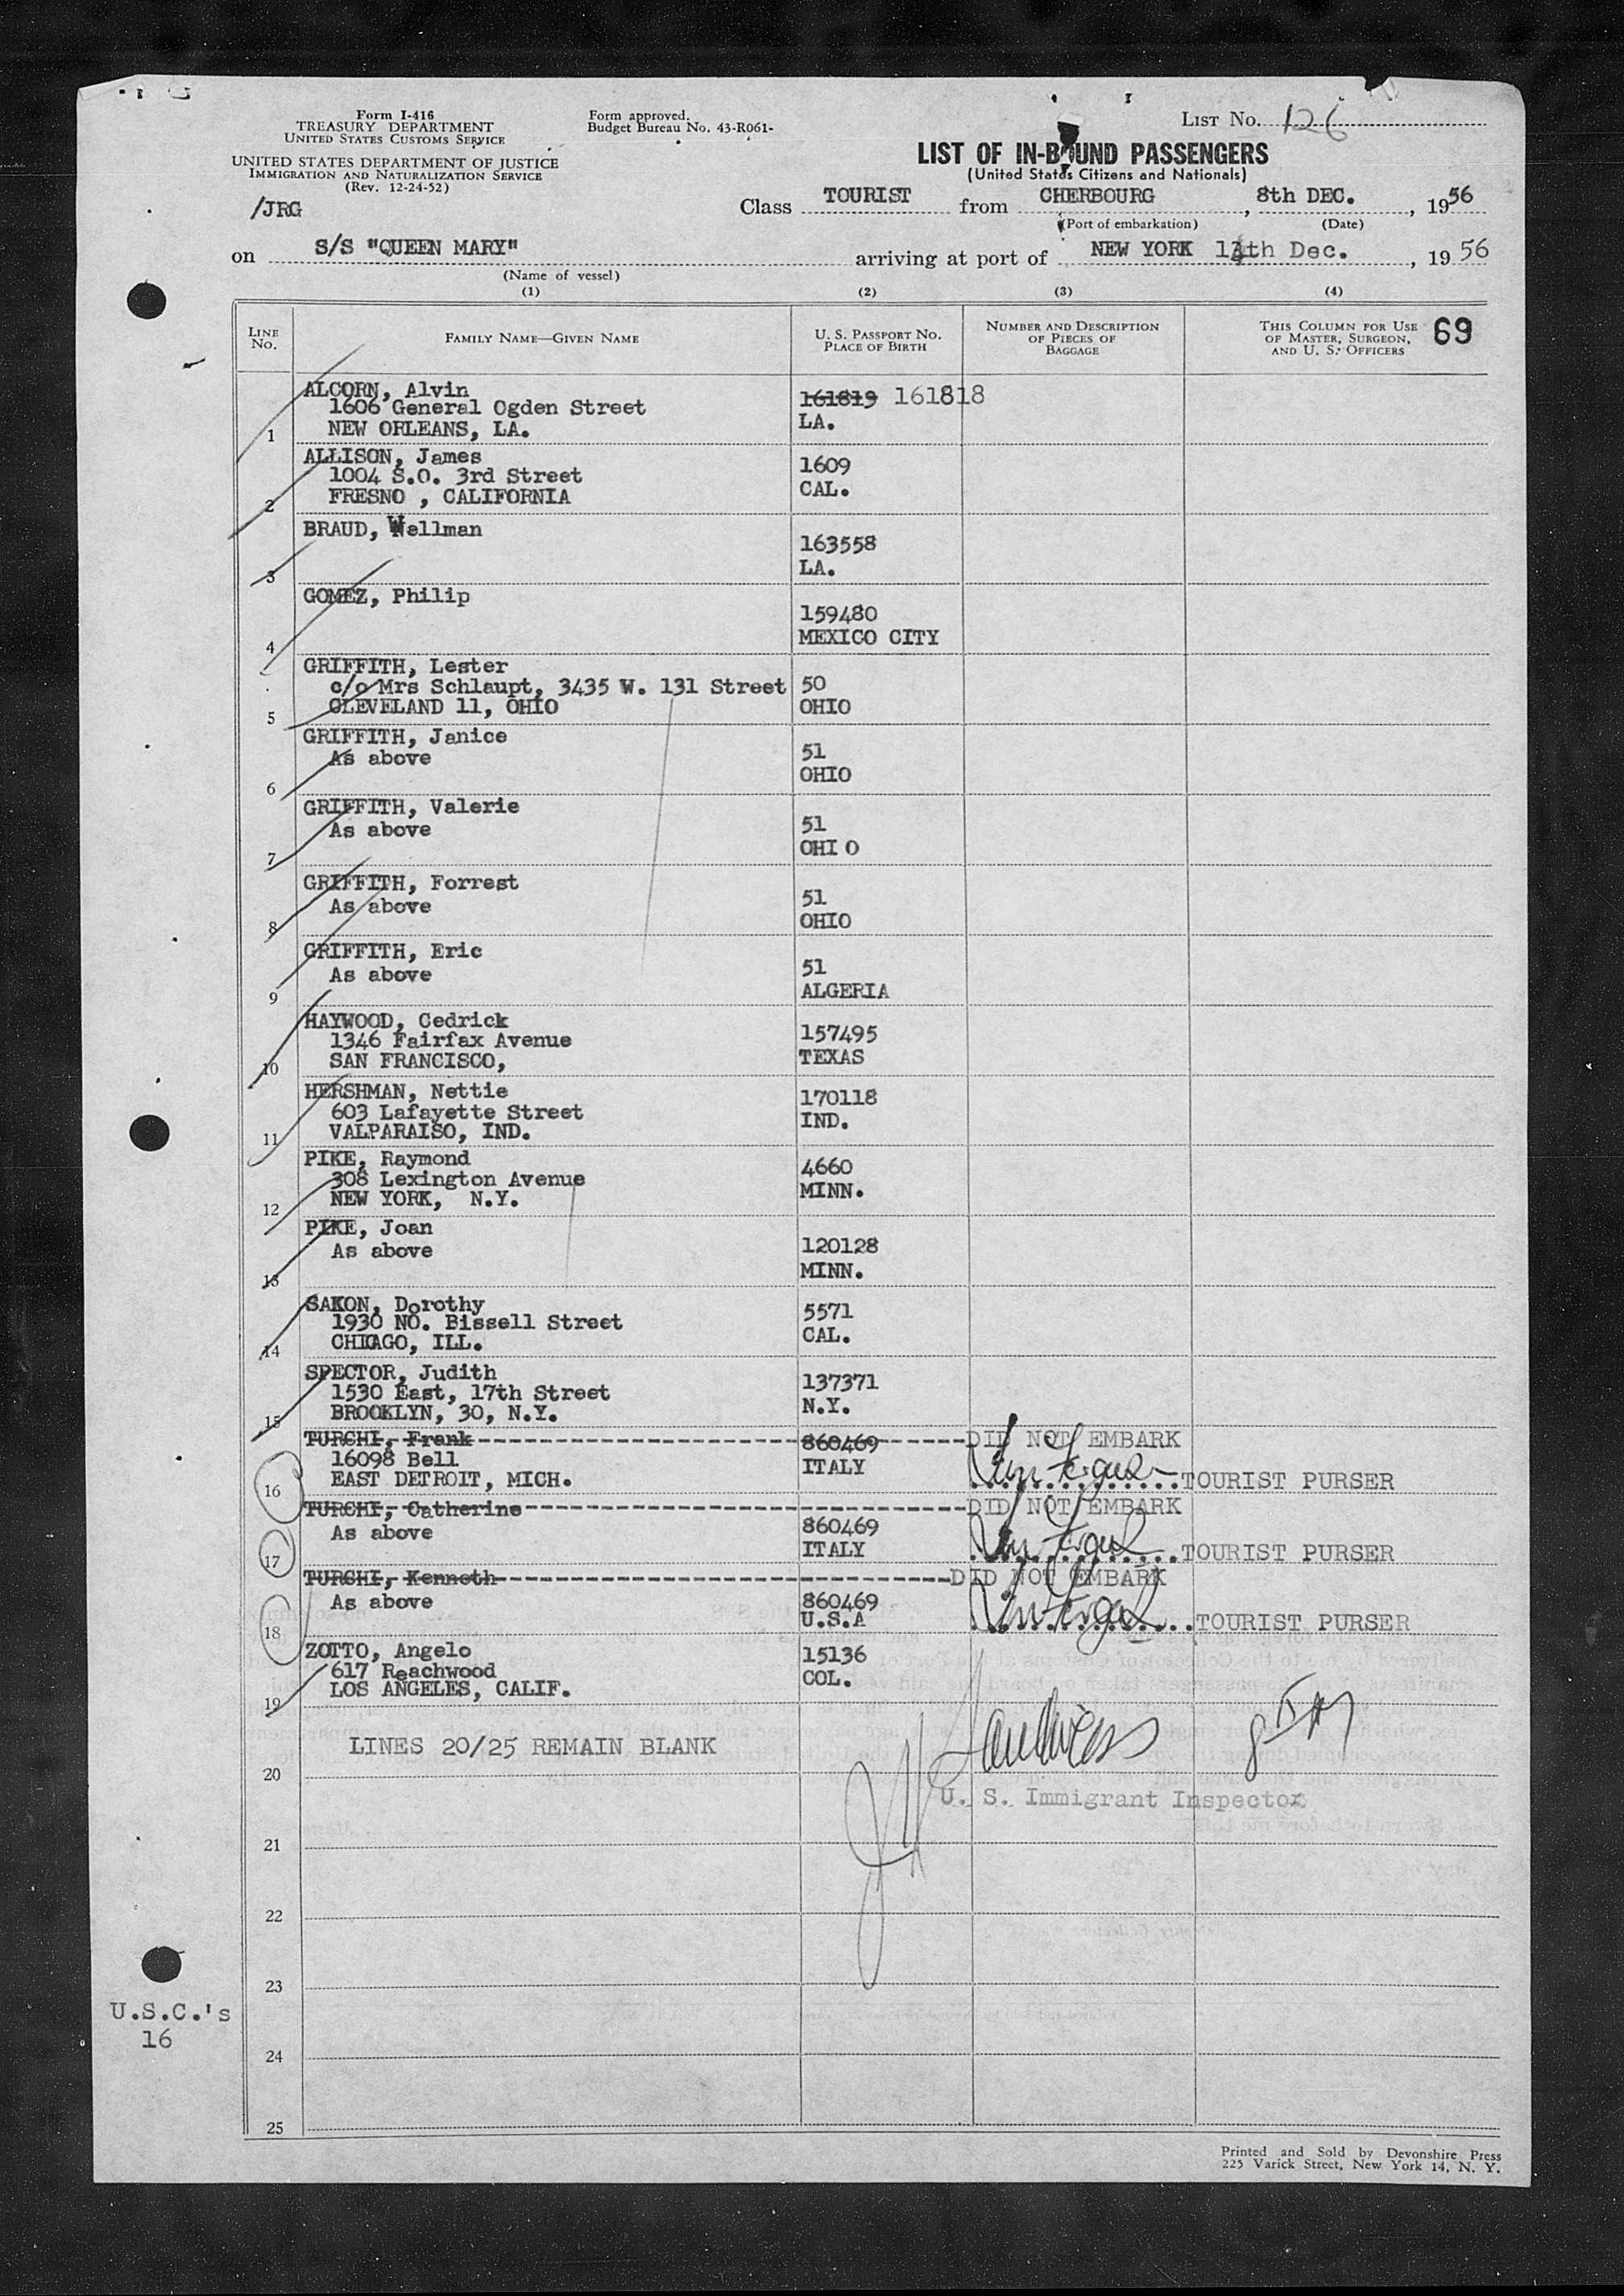 Form I-416
TREASURY DEPARTMENT
UNITED STATES CUSTOMS SERVICE
UNITED STATES DEPARTMENT OF JUSTICE
IMMIGRATION AND NATURALIZATION SERVICE
(Rev. 12-24-52)
Form approved.
Budget Bureau No. 43-R061-
LIST NO. 126
LIST OF IN-BOUND PASSENGERS
(United States Citizens and Nationals)
/JRG
Class TOURIST from CHERBOURG, 8th DEC., 1956
(Port of embarkation) (Date)
on S/S "QUEEN MARY" arriving at port of NEW YORK th Dec., 1956
(Name of vessel)
(1) (2) (3) (4)
LINE NO. FAMILY NAME—GIVEN NAME U. S. PASSPORT NO. PLACE OF BIRTH NUMBER AND DESCRIPTION OF PIECES OF BAGGAGE THIS COLUMN FOR USE OF MASTER, SURGEON, AND U. S. OFFICERS 69
ALCORN, Alvin 161819 161818
1606 General Ogden Street LA.
1 NEW ORLEANS, LA.
ALLISON, James 1609
1004 S.O. 3rd Street CAL.
2 FRESNO , CALIFORNIA
BRAUD, Wellman 163558
3 LA.
GOMEZ, Philip 159480
4 MEXICO CITY
GRIFFITH, Lester
c/o Mrs Schlaupt, 3435 W. 131 Street 50
5 CLEVELAND 11, OHIO OHIO
GRIFFITH, Janice 51
As above OHIO
6
GRIFFITH, Valerie 51
As above OHI O
7
GRIFFITH, Forrest 51
As above OHIO
8
GRIFFITH, Eric 51
As above ALGERIA
9
HAYWOOD, Cedrick 157495
1346 Fairfax Avenue TEXAS
10 SAN FRANCISCO,
HERSHMAN, Nettie 170118
603 Lafayette Street IND.
11 VALPARAISO, IND.
PIKE, Raymond 4660
308 Lexington Avenue MINN.
12 NEW YORK, N.Y.
PIKE, Joan 120128
As above MINN.
13
SAKON, Dorothy 5571
1930 NO. Bissell Street CAL.
14 CHICAGO, ILL.
SPECTOR, Judith 137371
1530 East, 17th Street N.Y.
15 BROOKLYN, 30, N.Y.
TURCHI, Frank 860469 DID NOT EMBARK
16098 Bell ITALY
16 EAST DETROIT, MICH. TOURIST PURSER
TURCHI, Catherine DID NOT EMBARK
As above 860469
17 ITALY TOURIST PURSER
TURCHI, Kenneth DID NOT EMBARK
As above 860469
18 U.S.A TOURIST PURSER
ZOTTO, Angelo 15136
617 Reachwood COL.
19 LOS ANGELES, CALIF.
LINES 20/25 REMAIN BLANK
20
U. S. Immigrant Inspector
21
22
23
U.S.C.'s
16
24
25
Printed and Sold by Devonshire Press
225 Varick Street, New York 14, N. Y.